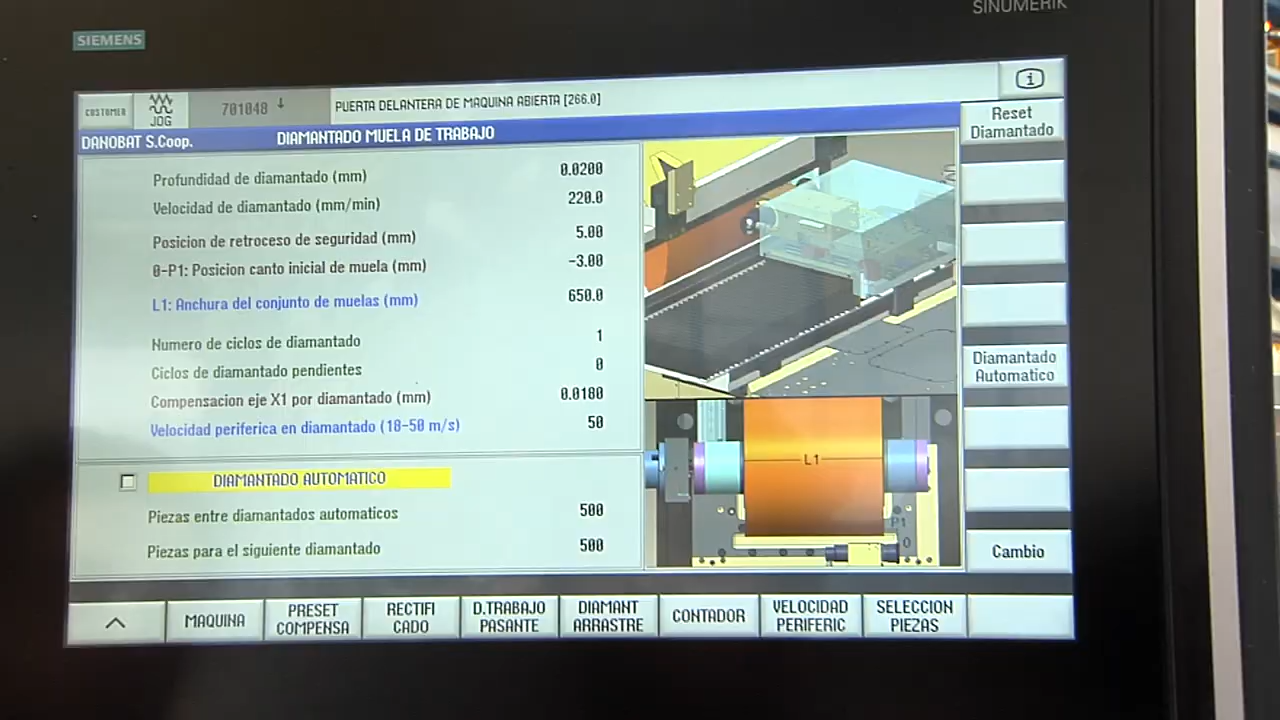 SINUMERIK
SIEMENS
CUSTOMER
JOG
701048 ↓
PUERTA DELANTERA DE MAQUINA ABIERTA [266.0]
Reset
Diamantado
DANOBAT S.Coop.
DIAMANTADO MUELA DE TRABAJO
Profundidad de diamantado (mm) 0.0200
Velocidad de diamantado (mm/min) 220.0
Posicion de retroceso de seguridad (mm) 5.00
0-P1: Posicion canto inicial de muela (mm) -3.00
L1: Anchura del conjunto de muelas (mm) 650.0
Numero de ciclos de diamantado 1
Ciclos de diamantado pendientes 0
Compensacion eje X1 por diamantado (mm) 0.0180
Velocidad periferica en diamantado (10-50 m/s) 50
Diamantado
Automatico
L1
P1
0
DIAMANTADO AUTOMATICO
Piezas entre diamantados automaticos 500
Piezas para el siguiente diamantado 500
Cambio
MAQUINA
PRESET
COMPENSA
RECTIFI
CADO
D.TRABAJO
PASANTE
DIAMANT
ARRASTRE
CONTADOR
VELOCIDAD
PERIFERIC
SELECCION
PIEZAS